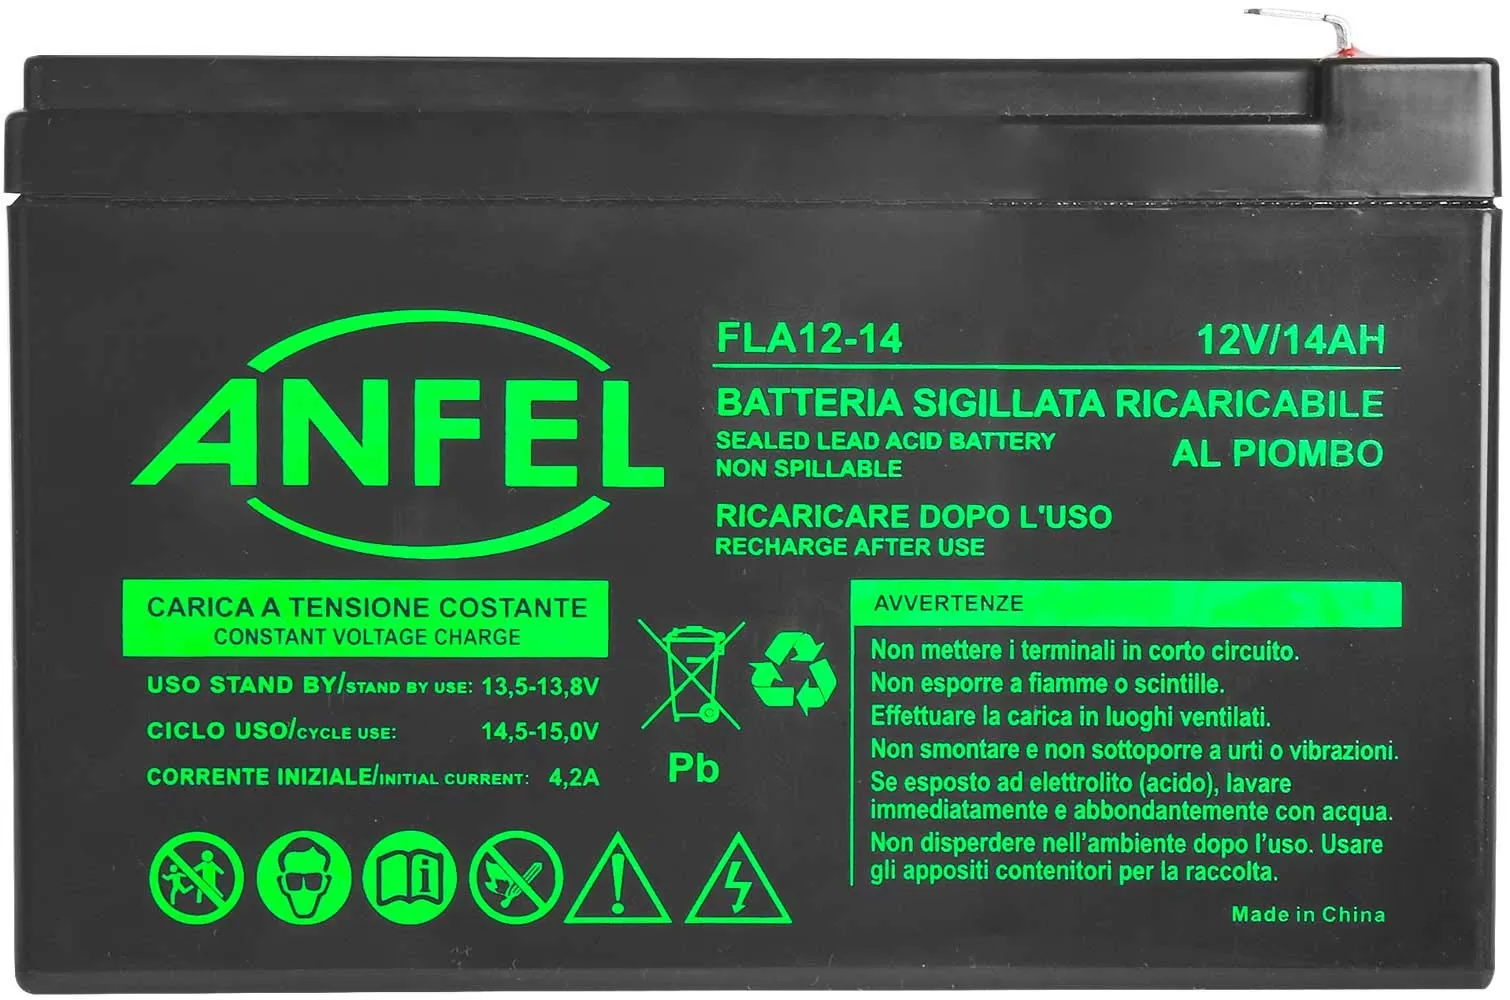 ANFEL
FLA12-14 12V/14AH
BATTERIA SIGILLATA RICARICABILE
AL PIOMBO
SEALED LEAD ACID BATTERY
NON SPILLABLE
RICARICARE DOPO L'USO
RECHARGE AFTER USE
CARICA A TENSIONE COSTANTE
CONSTANT VOLTAGE CHARGE
USO STAND BY/STAND BY USE: 13,5-13,8V
CICLO USO/CYCLE USE: 14,5-15,0V
CORRENTE INIZIALE/INITIAL CURRENT: 4,2A
Pb
AVVERTENZE
Non mettere i terminali in corto circuito.
Non esporre a fiamme o scintille.
Effettuare la carica in luoghi ventilati.
Non smontare e non sottoporre a urti o vibrazioni.
Se esposto ad elettrolito (acido), lavare
immediatamente e abbondantemente con acqua.
Non disperdere nell'ambiente dopo l'uso. Usare
gli appositi contenitori per la raccolta.
Made in China